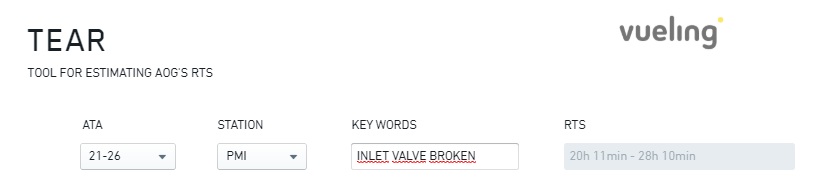 vueling
TEAR
TOOL FOR ESTIMATING AOG'S RTS
ATA STATION KEY WORDS RTS
21-26 PMI INLET VALVE BROKEN 20h 11min - 28h 10min